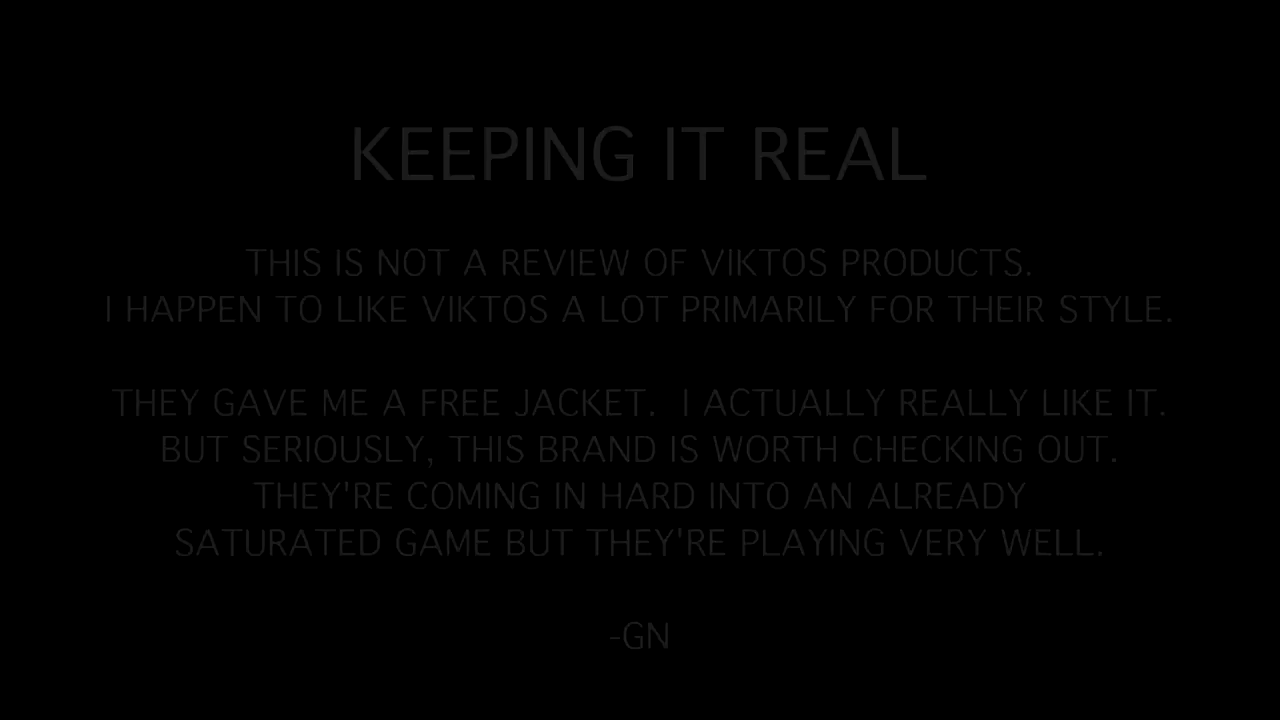 KEEPING IT REAL
THIS IS NOT A REVIEW OF VIKTOS PRODUCTS.
I HAPPEN TO LIKE VIKTOS A LOT PRIMARILY FOR THEIR STYLE.
THEY GAVE ME A FREE JACKET.  I ACTUALLY REALLY LIKE IT.
BUT SERIOUSLY, THIS BRAND IS WORTH CHECKING OUT.
THEY'RE COMING IN HARD INTO AN ALREADY
SATURATED GAME BUT THEY'RE PLAYING VERY WELL.
-GN